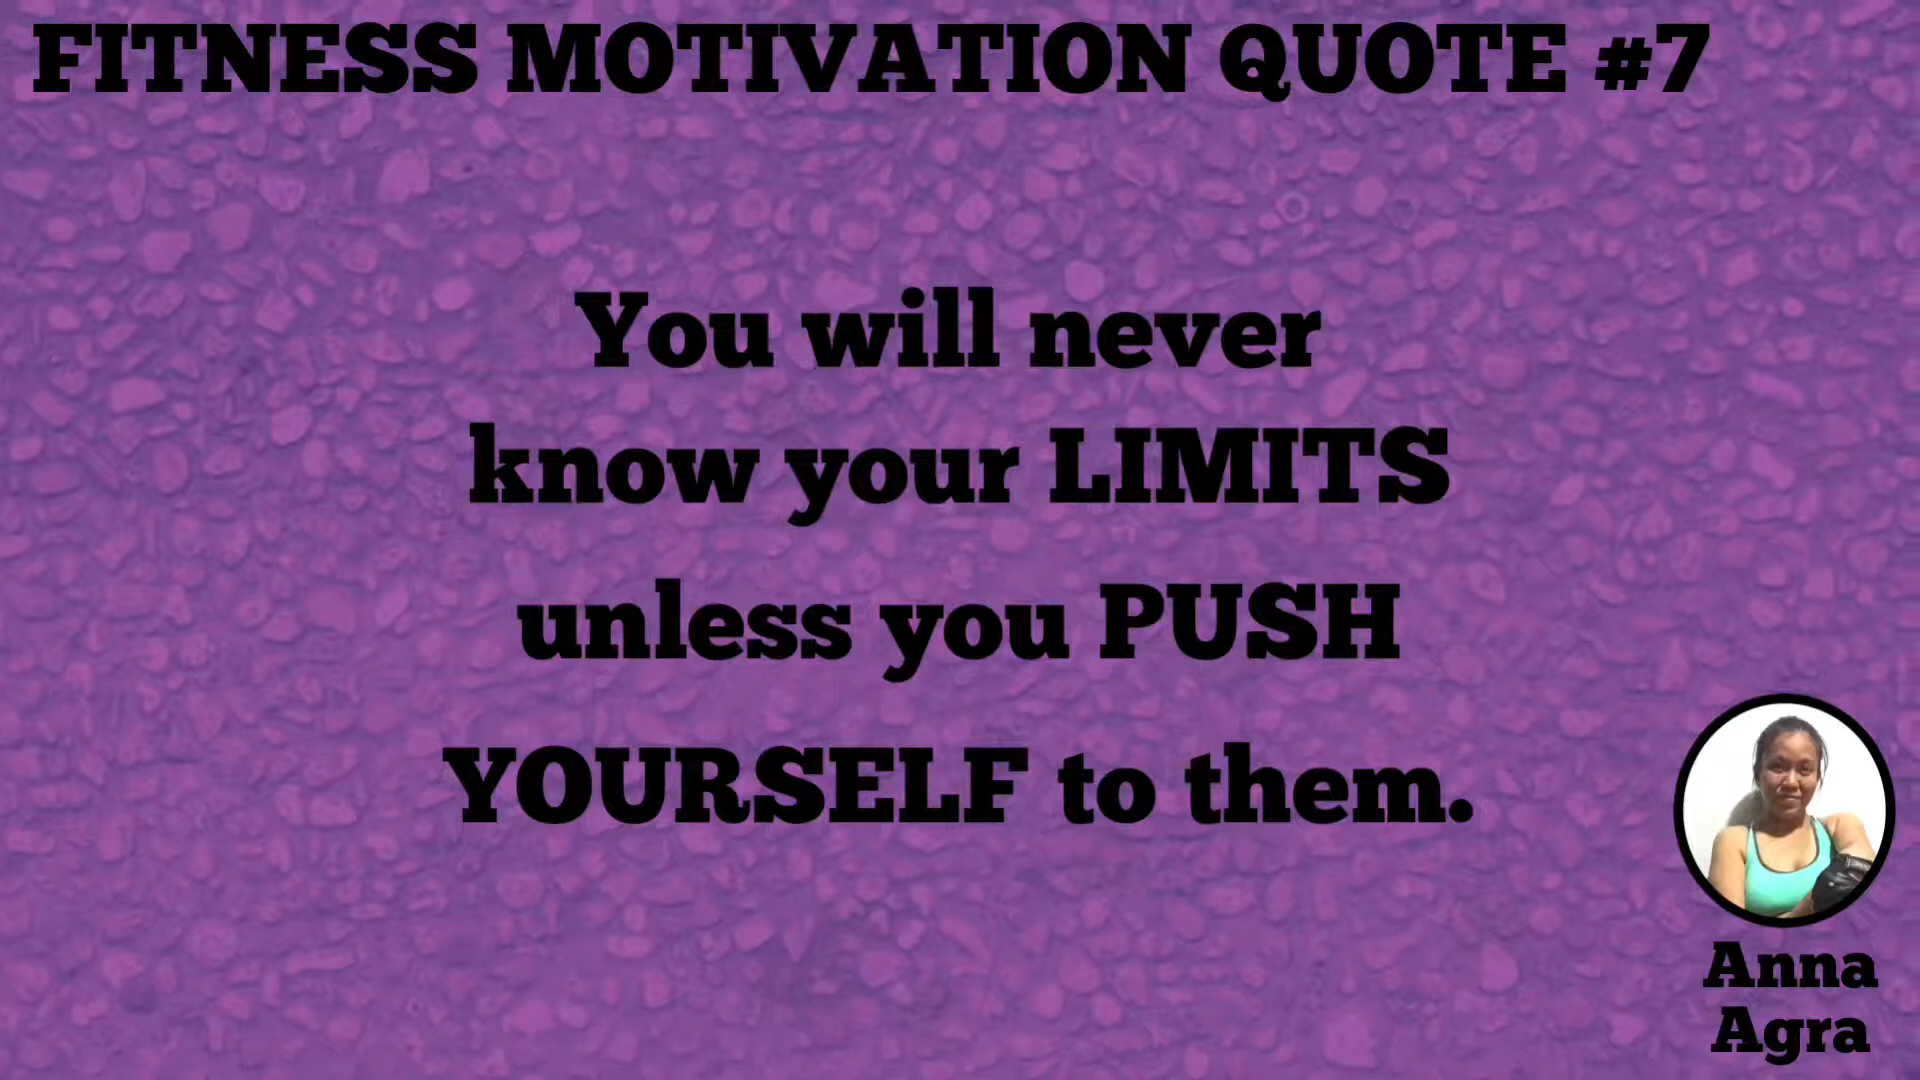 FITNESS MOTIVATION QUOTE #7
You will never
know your LIMITS
unless you PUSH
YOURSELF to them.
Anna
Agra